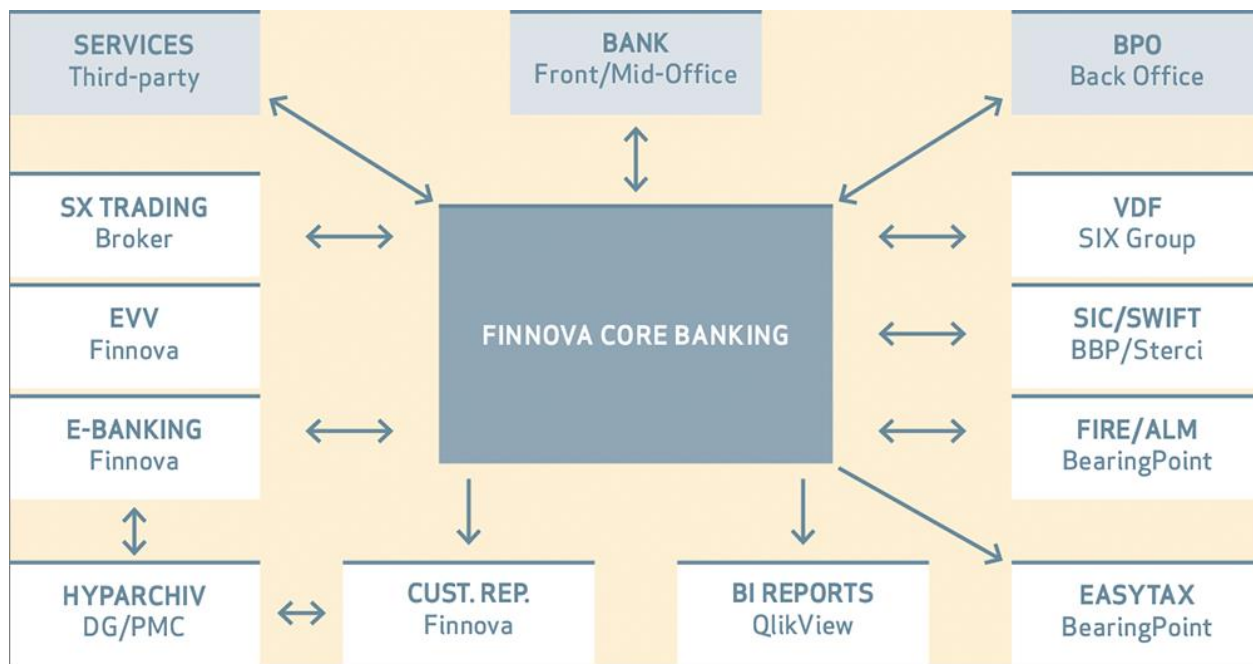 SERVICES
Third-party
BANK
Front/Mid-Office
BPO
Back Office
SX TRADING
Broker
VDF
SIX Group
EVV
Finnova
FINNOVA CORE BANKING
SIC/SWIFT
BBP/Sterci
E-BANKING
Finnova
FIRE/ALM
BearingPoint
HYPARCHIV
DG/PMC
CUST. REP.
Finnova
BI REPORTS
QlikView
EASYTAX
BearingPoint